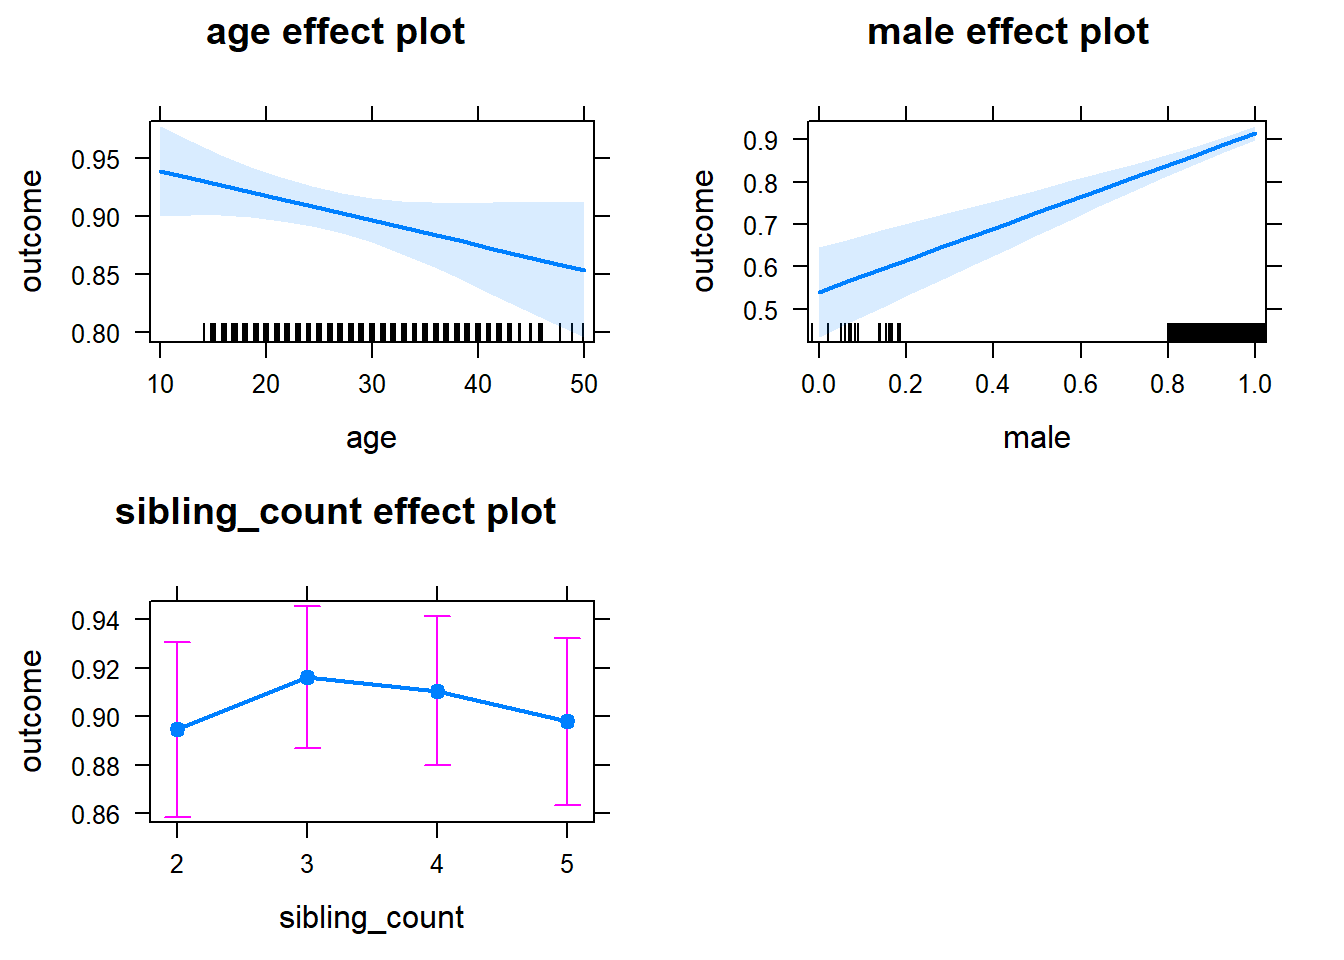 age effect plot
outcome
0.95
0.90
0.85
0.80
10 20 30 40 50
age
male effect plot
outcome
0.9
0.8
0.7
0.6
0.5
0.0 0.2 0.4 0.6 0.8 1.0
male
sibling_count effect plot
outcome
0.94
0.92
0.90
0.88
0.86
2 3 4 5
sibling_count